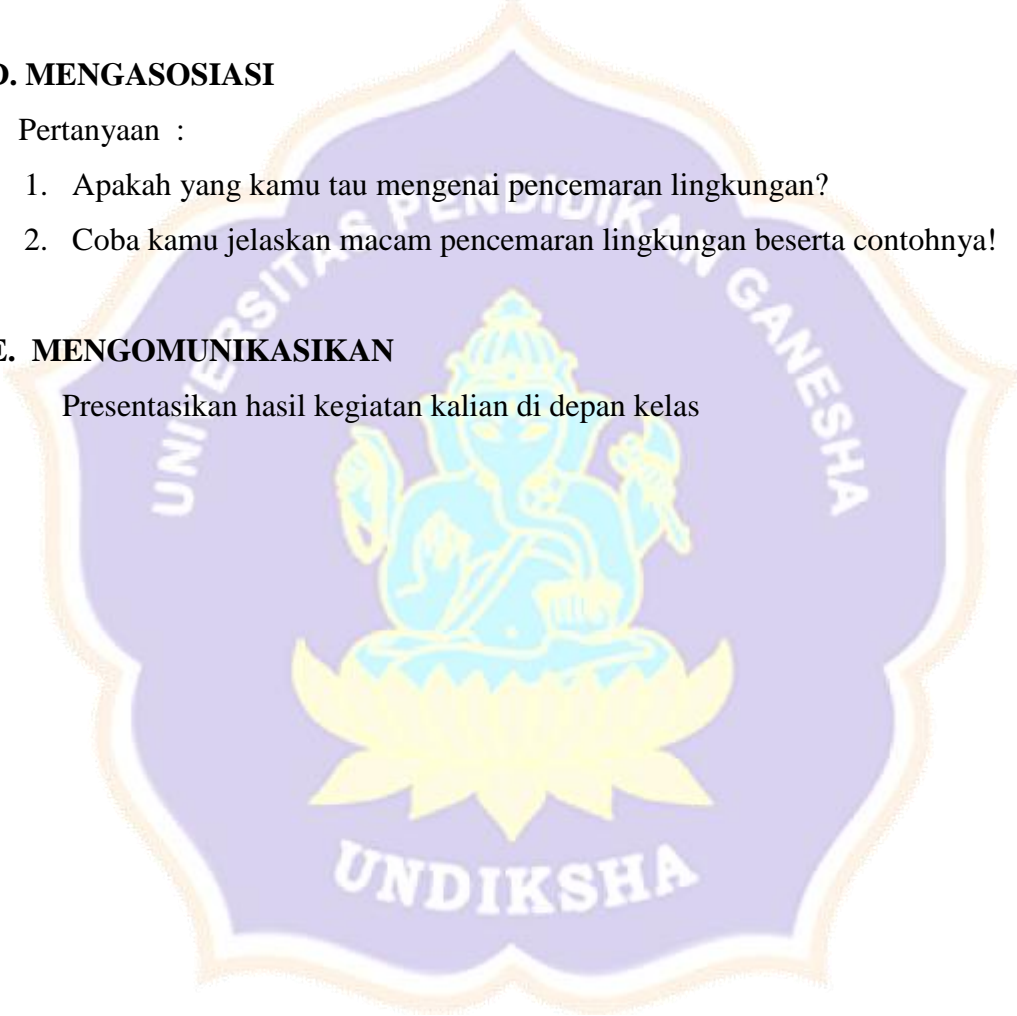 D. MENGASOSIASI
Pertanyaan :
1. Apakah yang kamu tau mengenai pencemaran lingkungan?
2. Coba kamu jelaskan macam pencemaran lingkungan beserta contohnya!
E. MENGOMUNIKASIKAN
Presentasikan hasil kegiatan kalian di depan kelas
UNIVERSITAS PENDIDIKAN GANESHA
UNDIKSHA